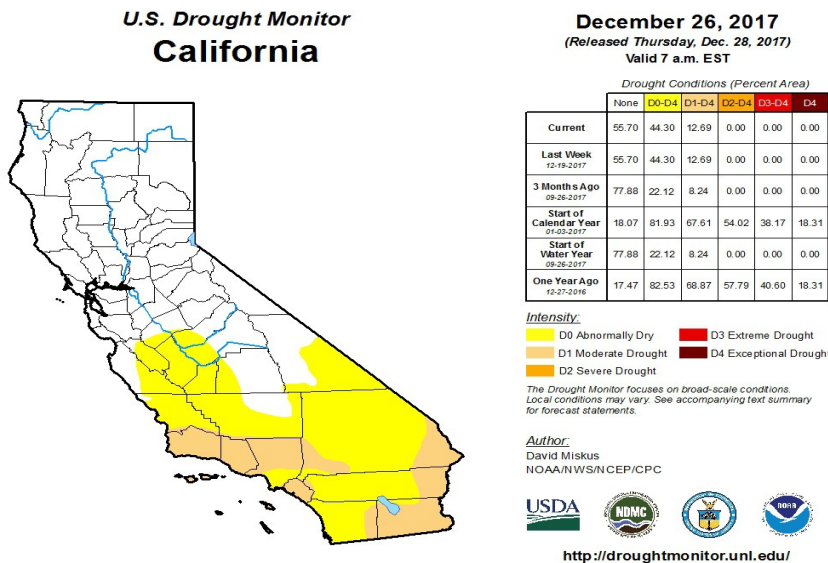 U.S. Drought Monitor
California
December 26, 2017
(Released Thursday, Dec. 28, 2017)
Valid 7 a.m. EST
Drought Conditions (Percent Area)
None D0-D4 D1-D4 D2-D4 D3-D4 D4
Current 55.70 44.30 12.69 0.00 0.00 0.00
Last Week
12-19-2017
55.70 44.30 12.69 0.00 0.00 0.00
3 Months Ago
09-26-2017
77.88 22.12 8.24 0.00 0.00 0.00
Start of
Calendar Year
01-03-2017
18.07 81.93 67.61 54.02 38.17 18.31
Start of
Water Year
09-26-2017
77.88 22.12 8.24 0.00 0.00 0.00
One Year Ago
12-27-2016
17.47 82.53 68.87 57.79 40.60 18.31
Intensity:
D0 Abnormally Dry
D1 Moderate Drought
D2 Severe Drought
D3 Extreme Drought
D4 Exceptional Drought
The Drought Monitor focuses on broad-scale conditions.
Local conditions may vary. See accompanying text summary
for forecast statements.
Author:
David Miskus
NOAA/NWS/NCEP/CPC
USDA
NDMC
NOAA
http://droughtmonitor.unl.edu/